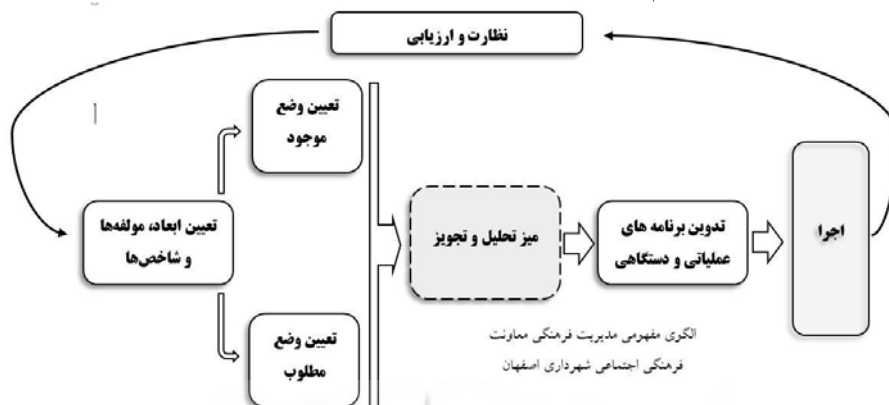 نظارت و ارزیابی
تعیین وضع
موجود
تعیین ابعاد، مولفه‌ها
و شاخص‌ها
تعیین وضع
مطلوب
میز تحلیل و تجویز
تدوین برنامه های
عملیاتی و دستگاهی
اجرا
الگوی مفهومی مدیریت فرهنگی معاونت
فرهنگی اجتماعی شهرداری اصفهان